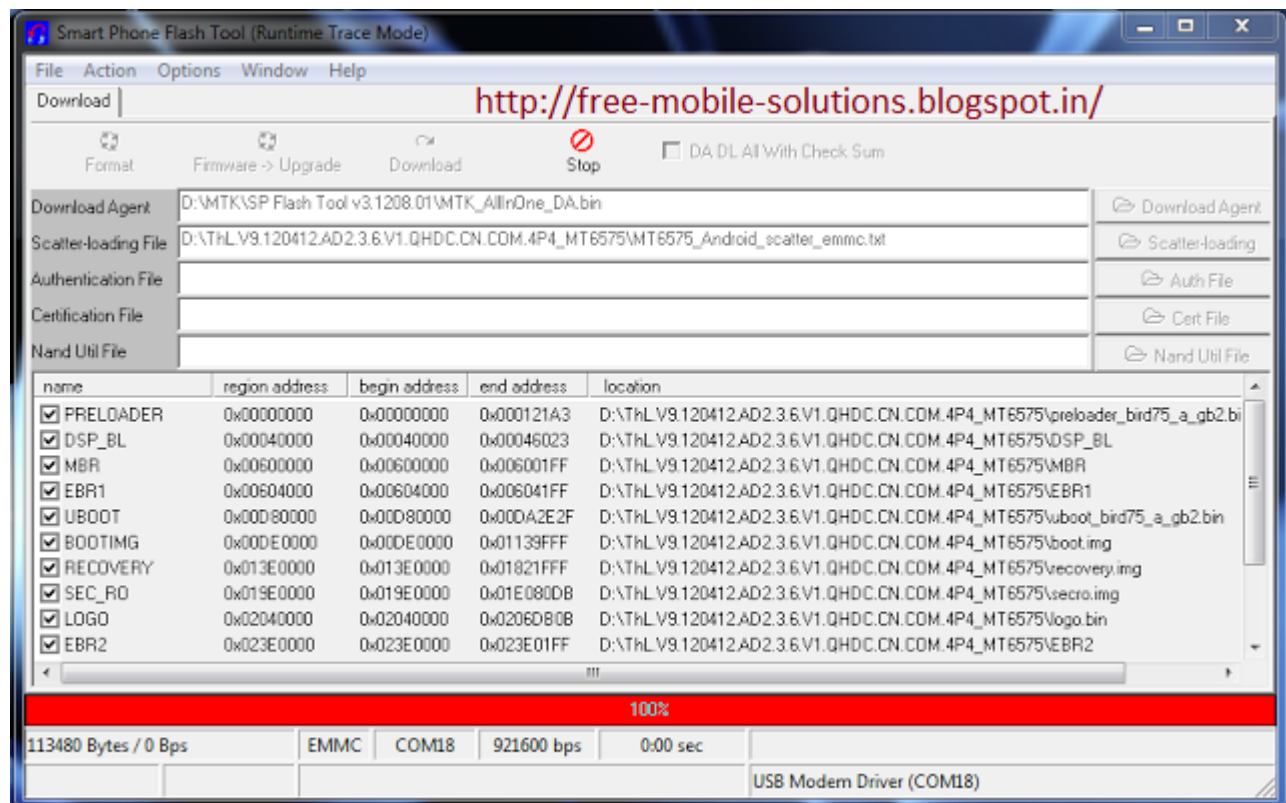 Smart Phone Flash Tool (Runtime Trace Mode)
File Action Options Window Help
Download
http://free-mobile-solutions.blogspot.in/
Format Firmware -> Upgrade Download Stop DA DL All With Check Sum
Download Agent D:\MTK\SP Flash Tool v3.1208.01\MTK_AllInOne_DA.bin Download Agent
Scatter-loading File D:\ThL.V9.120412.AD2.3.6.V1.QHDC.CN.COM.4P4_MT6575\MT6575_Android_scatter_emmc.txt Scatter-loading
Authentication File Auth File
Certification File Cert File
Nand Util File Nand Util File
name region address begin address end address location
PRELOADER 0x00000000 0x00000000 0x000121A3 D:\ThL.V9.120412.AD2.3.6.V1.QHDC.CN.COM.4P4_MT6575\preloader_bird75_a_gb2.bi
DSP_BL 0x00040000 0x00040000 0x00046023 D:\ThL.V9.120412.AD2.3.6.V1.QHDC.CN.COM.4P4_MT6575\DSP_BL
MBR 0x00600000 0x00600000 0x006001FF D:\ThL.V9.120412.AD2.3.6.V1.QHDC.CN.COM.4P4_MT6575\MBR
EBR1 0x00604000 0x00604000 0x006041FF D:\ThL.V9.120412.AD2.3.6.V1.QHDC.CN.COM.4P4_MT6575\EBR1
UBOOT 0x00D80000 0x00D80000 0x00DA2E2F D:\ThL.V9.120412.AD2.3.6.V1.QHDC.CN.COM.4P4_MT6575\uboot_bird75_a_gb2.bin
BOOTIMG 0x00DE0000 0x00DE0000 0x01139FFF D:\ThL.V9.120412.AD2.3.6.V1.QHDC.CN.COM.4P4_MT6575\boot.img
RECOVERY 0x013E0000 0x013E0000 0x01821FFF D:\ThL.V9.120412.AD2.3.6.V1.QHDC.CN.COM.4P4_MT6575\recovery.img
SEC_RO 0x019E0000 0x019E0000 0x01E080DB D:\ThL.V9.120412.AD2.3.6.V1.QHDC.CN.COM.4P4_MT6575\secro.img
LOGO 0x02040000 0x02040000 0x0206DB0B D:\ThL.V9.120412.AD2.3.6.V1.QHDC.CN.COM.4P4_MT6575\logo.bin
EBR2 0x023E0000 0x023E0000 0x023E01FF D:\ThL.V9.120412.AD2.3.6.V1.QHDC.CN.COM.4P4_MT6575\EBR2
100%
113480 Bytes / 0 Bps EMMC COM18 921600 bps 0:00 sec
USB Modem Driver (COM18)